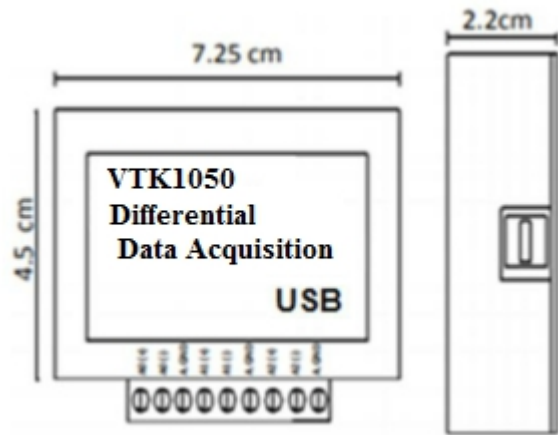 2.2cm
7.25 cm
4.5 cm
VTK1050
Differential
Data Acquisition
USB